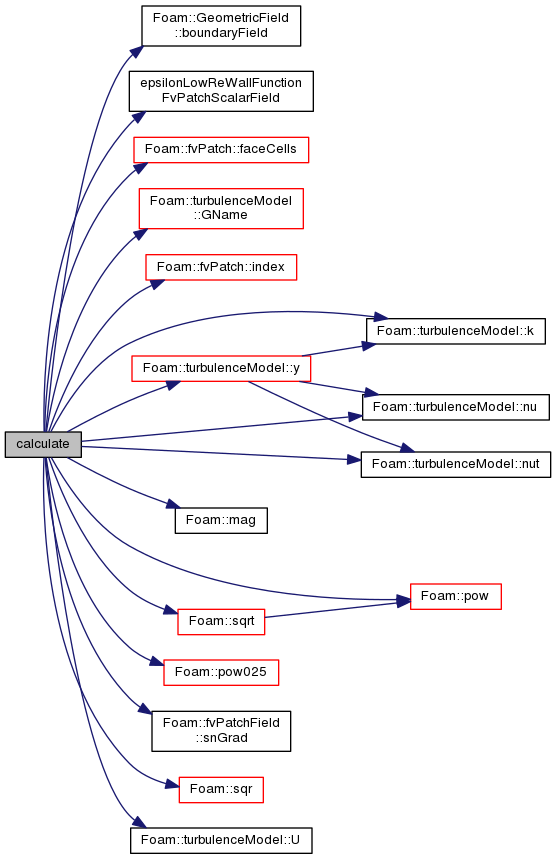 Foam::GeometricField
::boundaryField
epsilonLowReWallFunction
FvPatchScalarField
Foam::fvPatch::faceCells
Foam::turbulenceModel
::GName
Foam::fvPatch::index
Foam::turbulenceModel::k
Foam::turbulenceModel::y
Foam::turbulenceModel::nu
calculate
Foam::turbulenceModel::nut
Foam::mag
Foam::pow
Foam::sqrt
Foam::pow025
Foam::fvPatchField
::snGrad
Foam::sqr
Foam::turbulenceModel::U